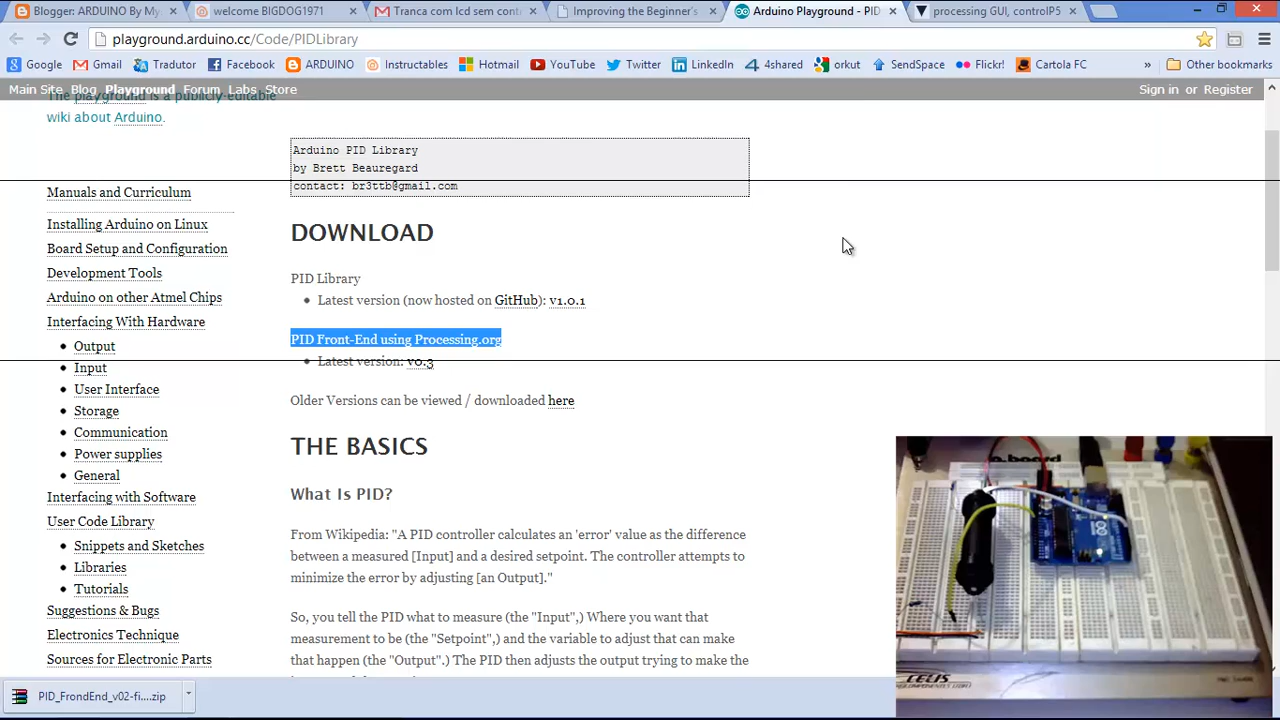 Blogger: ARDUINO By My
welcome BIGDOG1971
Tranca com lcd sem cont
Improving the Beginner's
Arduino Playground - PID
processing GUI, controlP5
playground.arduino.cc/Code/PIDLibrary
Google
Gmail
Tradutor
Facebook
ARDUINO
Instructables
Hotmail
YouTube
Twitter
LinkedIn
4shared
orkut
SendSpace
Flickr!
Cartola FC
»
Other bookmarks
Main Site Blog Playground Forum Labs Store
Sign in or Register
The playground is a publicly-editable
wiki about Arduino.
Manuals and Curriculum
Installing Arduino on Linux
Board Setup and Configuration
Development Tools
Arduino on other Atmel Chips
Interfacing With Hardware
Output
Input
User Interface
Storage
Communication
Power supplies
General
Interfacing with Software
User Code Library
Snippets and Sketches
Libraries
Tutorials
Suggestions & Bugs
Electronics Technique
Sources for Electronic Parts
Arduino PID Library
by Brett Beauregard
contact: br3ttb@gmail.com
DOWNLOAD
PID Library
Latest version (now hosted on GitHub): v1.0.1
PID Front-End using Processing.org
Latest version: v0.3
Older Versions can be viewed / downloaded here
THE BASICS
What Is PID?
From Wikipedia: "A PID controller calculates an 'error' value as the difference
between a measured [Input] and a desired setpoint. The controller attempts to
minimize the error by adjusting [an Output]."
So, you tell the PID what to measure (the "Input",) Where you want that
measurement to be (the "Setpoint",) and the variable to adjust that can make
that happen (the "Output".) The PID then adjusts the output trying to make the
PID_FrondEnd_v02-fi....zip